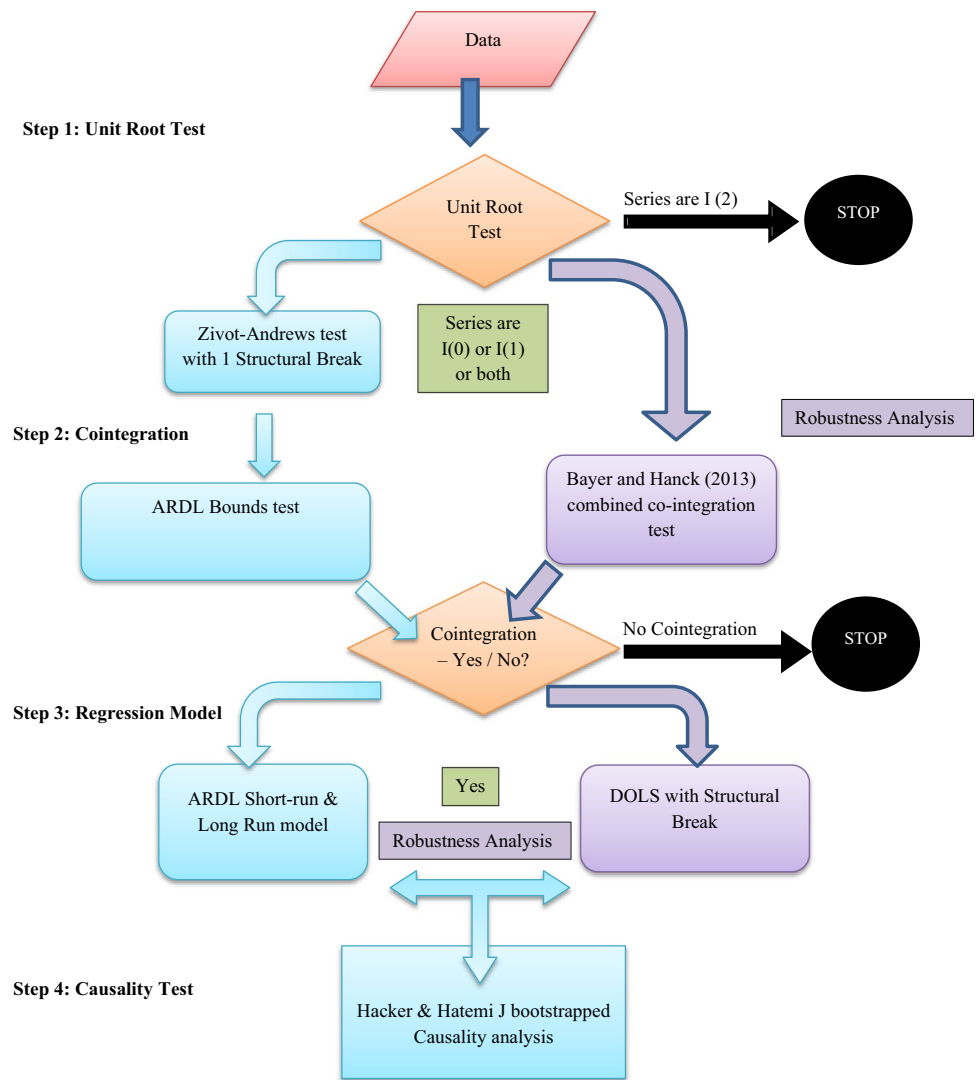 Data
Step 1: Unit Root Test
Unit Root
Test
Series are I (2)
STOP
Zivot-Andrews test
with 1 Structural Break
Series are
I(0) or I(1)
or both
Robustness Analysis
Step 2: Cointegration
ARDL Bounds test
Bayer and Hanck (2013)
combined co-integration
test
Cointegration
– Yes / No?
No Cointegration
STOP
Step 3: Regression Model
ARDL Short-run &
Long Run model
Yes
Robustness Analysis
DOLS with Structural
Break
Step 4: Causality Test
Hacker & Hatemi J bootstrapped
Causality analysis